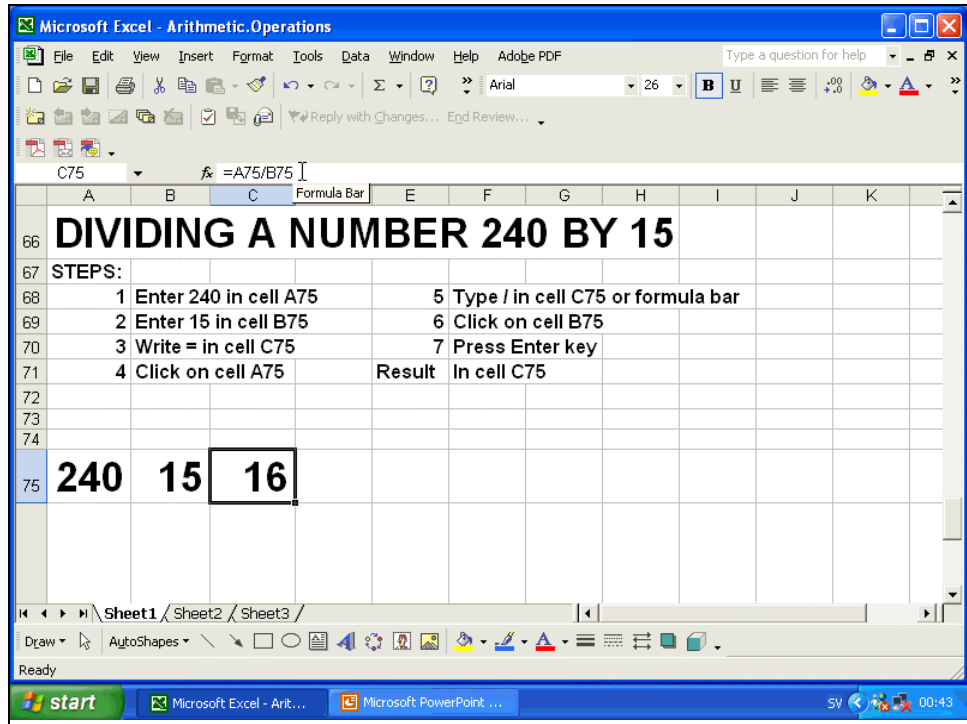 Microsoft Excel - Arithmetic.Operations
File Edit View Insert Format Tools Data Window Help Adobe PDF Type a question for help
Arial 26 B U
Reply with Changes... End Review...
C75 fx =A75/B75
Formula Bar
A B C E F G H I J K
66 DIVIDING A NUMBER 240 BY 15
67 STEPS:
68 1 Enter 240 in cell A75 5 Type / in cell C75 or formula bar
69 2 Enter 15 in cell B75 6 Click on cell B75
70 3 Write = in cell C75 7 Press Enter key
71 4 Click on cell A75 Result In cell C75
72
73
74
75 240 15 16
Sheet1 / Sheet2 / Sheet3 /
Draw AutoShapes
Ready
start Microsoft Excel - Arit... Microsoft PowerPoint ... SV 00:43